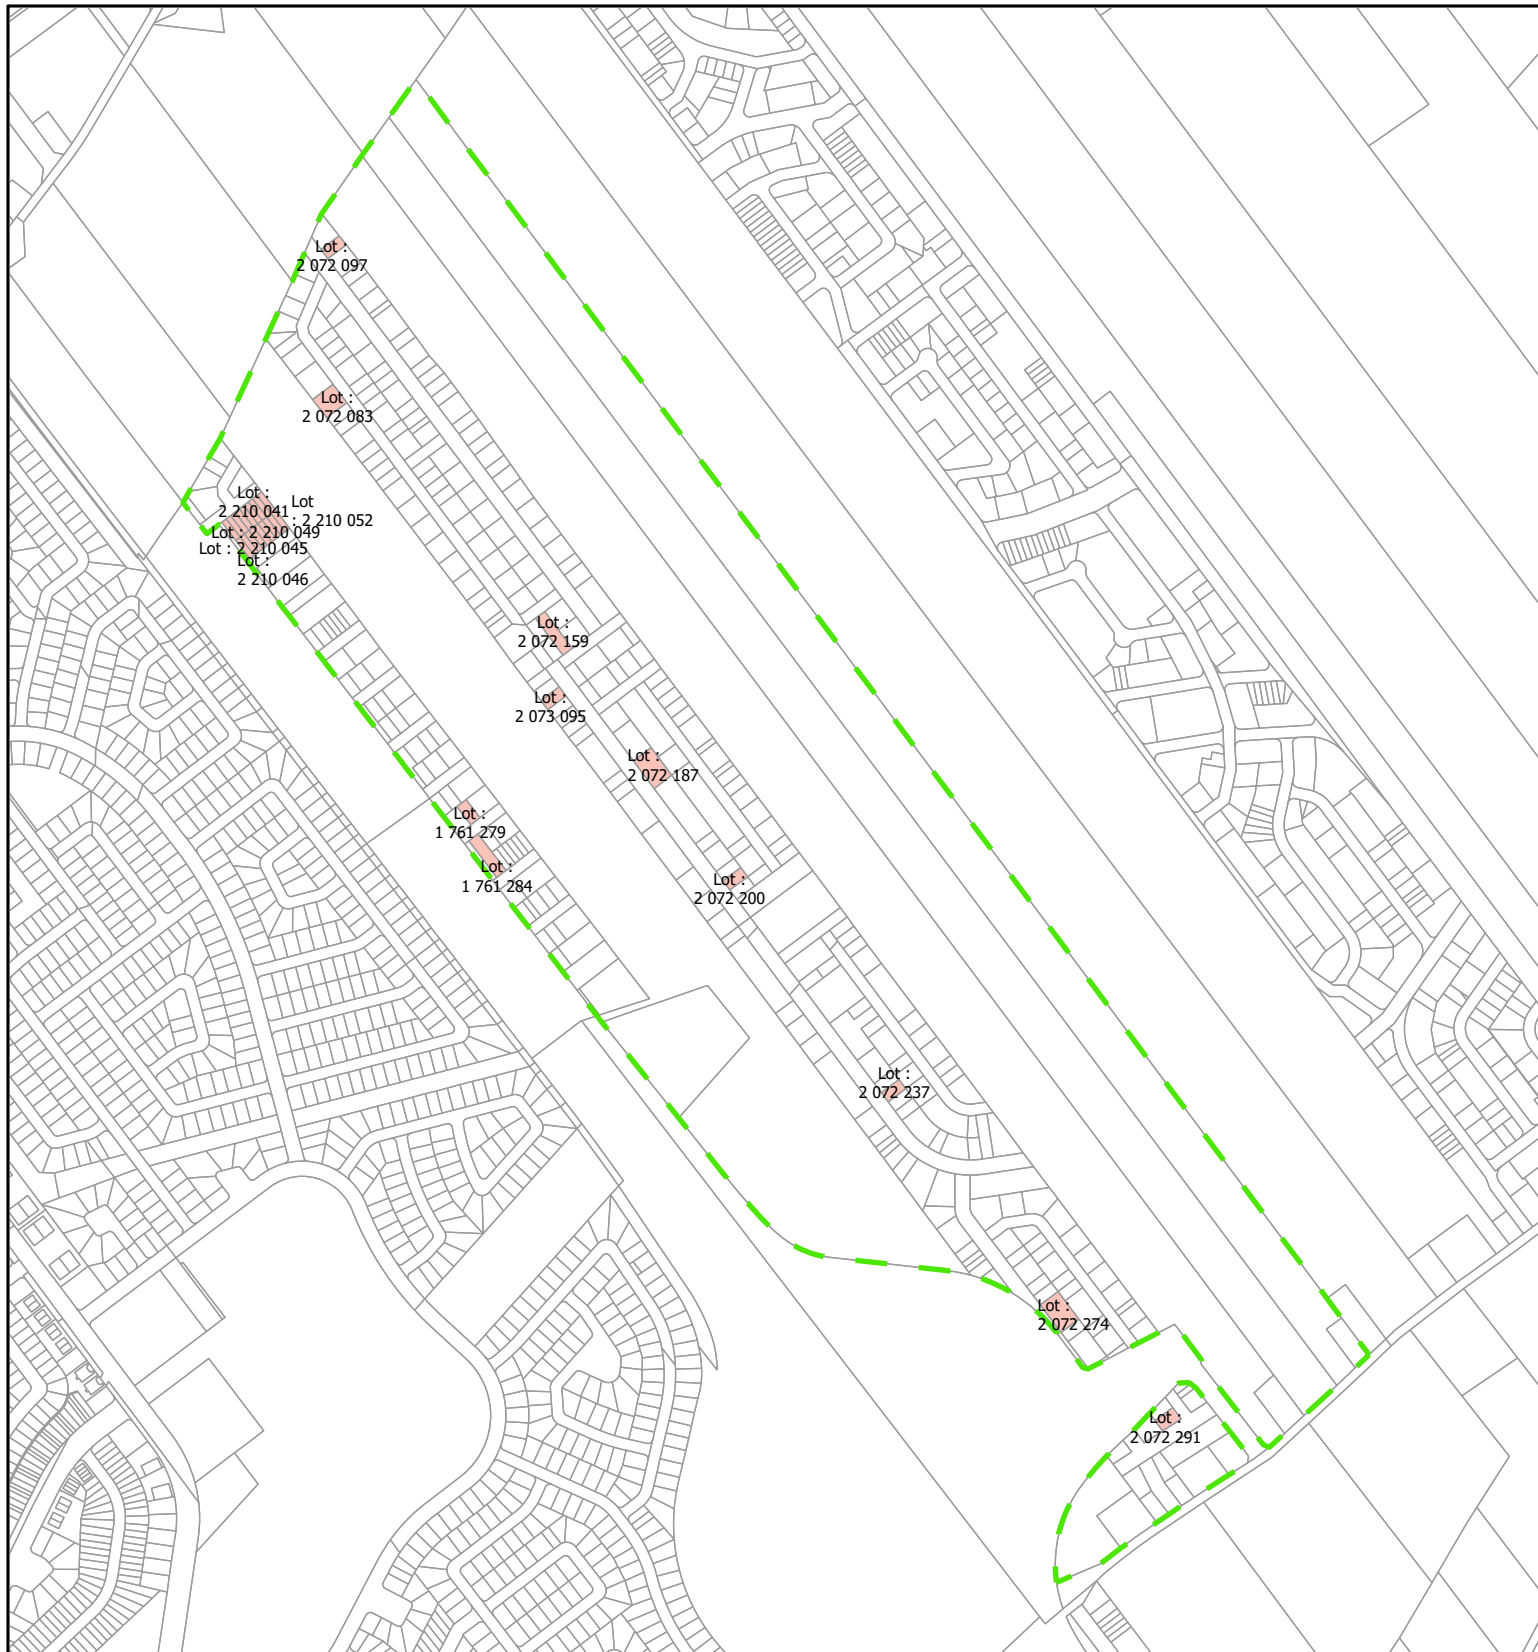 Lot :
2 072 097
Lot :
2 072 083
Lot :
2 210 041
Lot
: 2 210 052
Lot : 2 210 049
Lot : 2 210 045
Lot :
2 210 046
Lot :
2 072 159
Lot :
2 073 095
Lot :
2 072 187
Lot :
1 761 279
Lot :
1 761 284
Lot :
2 072 200
Lot :
2 072 237
Lot :
2 072 274
Lot :
2 072 291